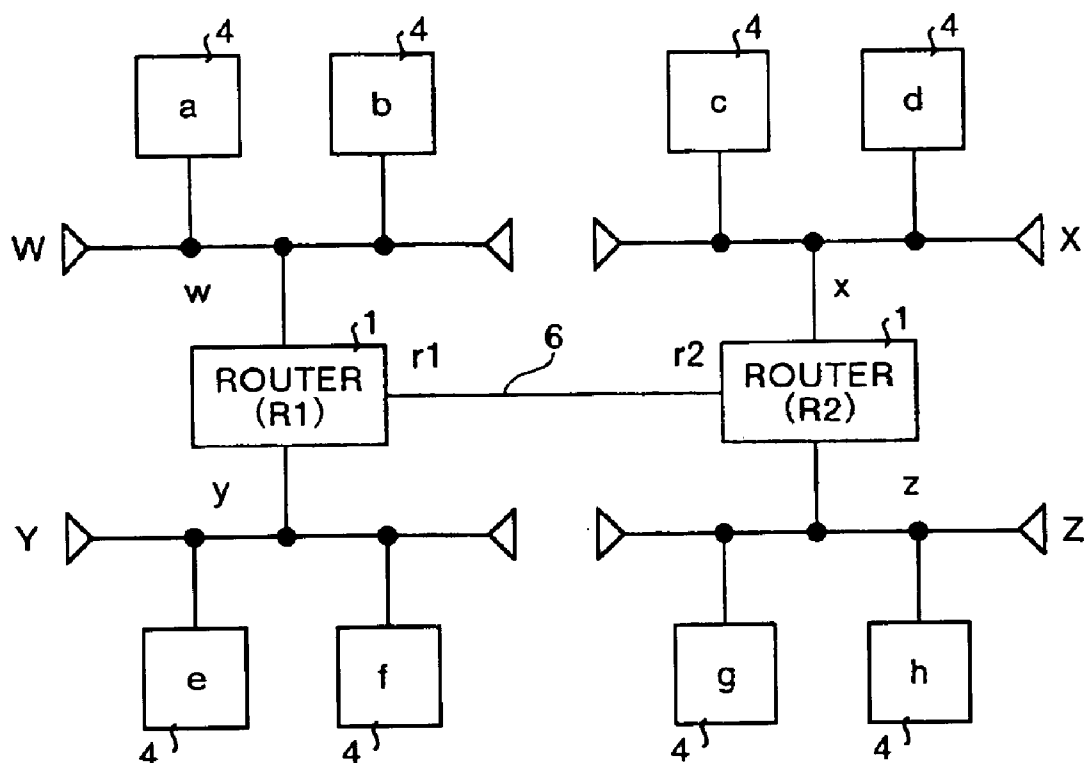 4 4 4 4
a b c d
W X
w x
1 1
r1 6 r2
ROUTER
(R1)
ROUTER
(R2)
y z
Y Z
e f g h
4 4 4 4